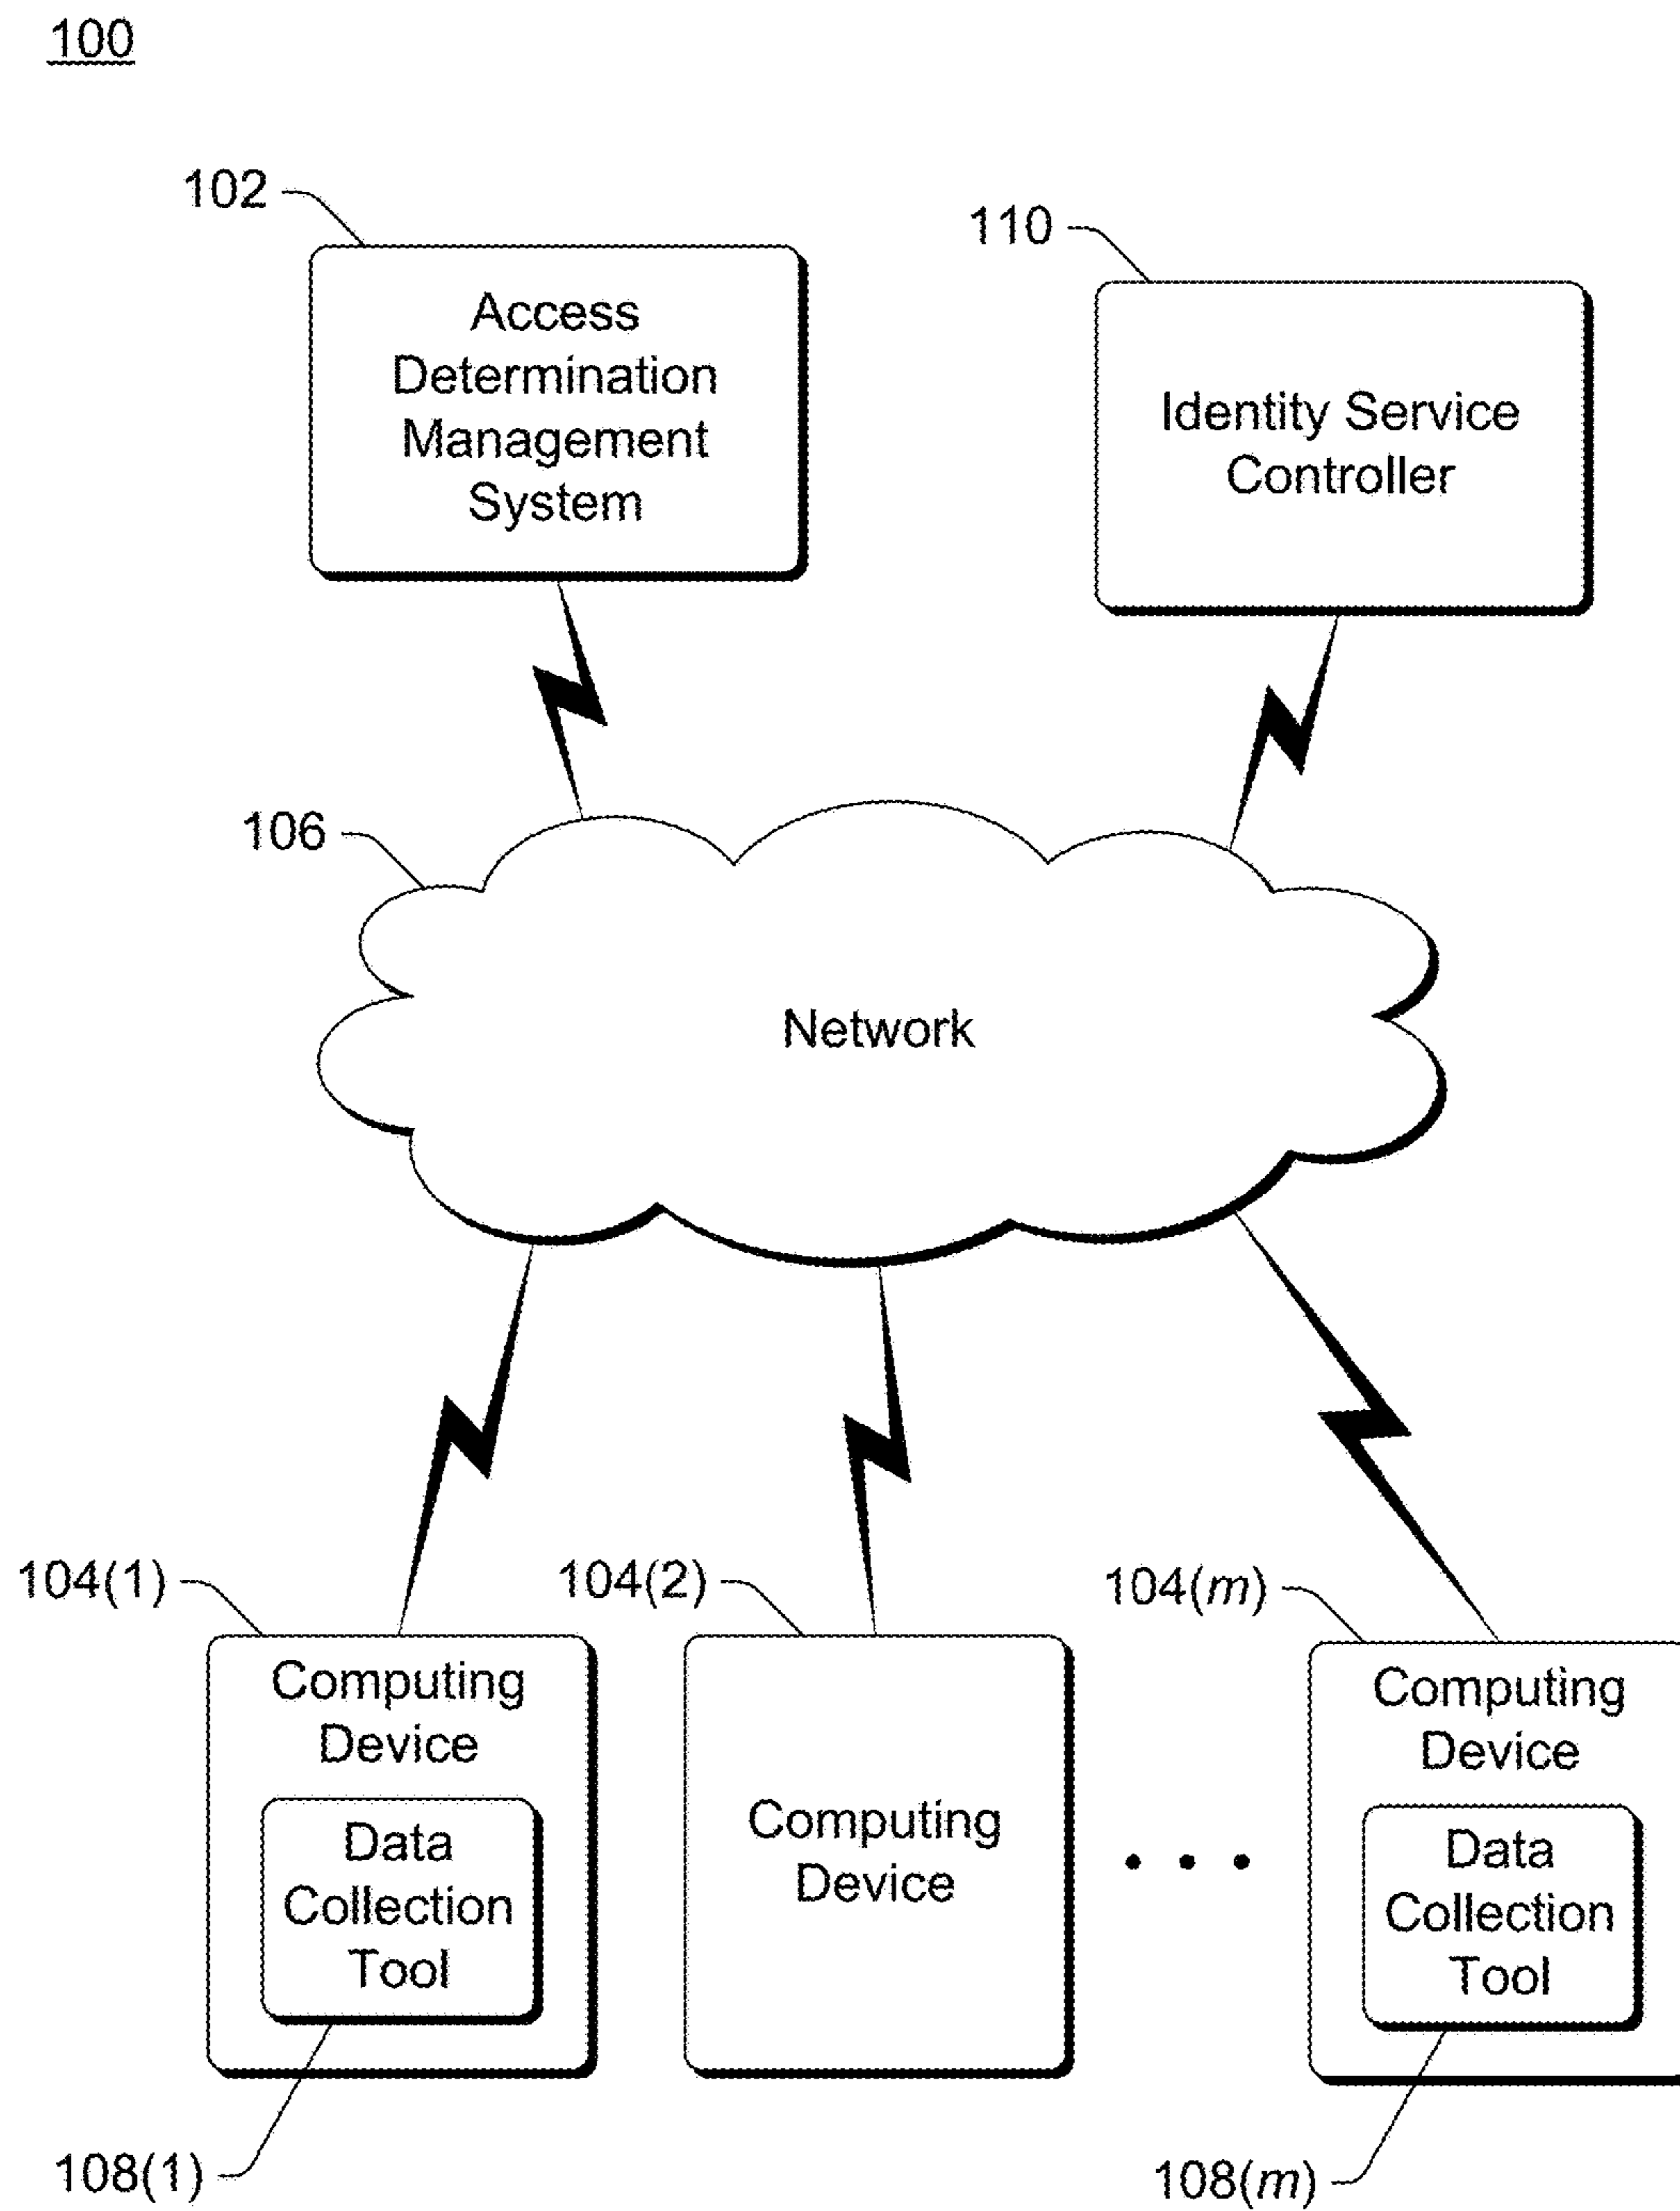 100
102
110
Access
Determination
Management
System
Identity Service
Controller
106
Network
104(1)
104(2)
104(m)
Computing
Device
Data
Collection
Tool
Computing
Device
Computing
Device
Data
Collection
Tool
108(1)
108(m)